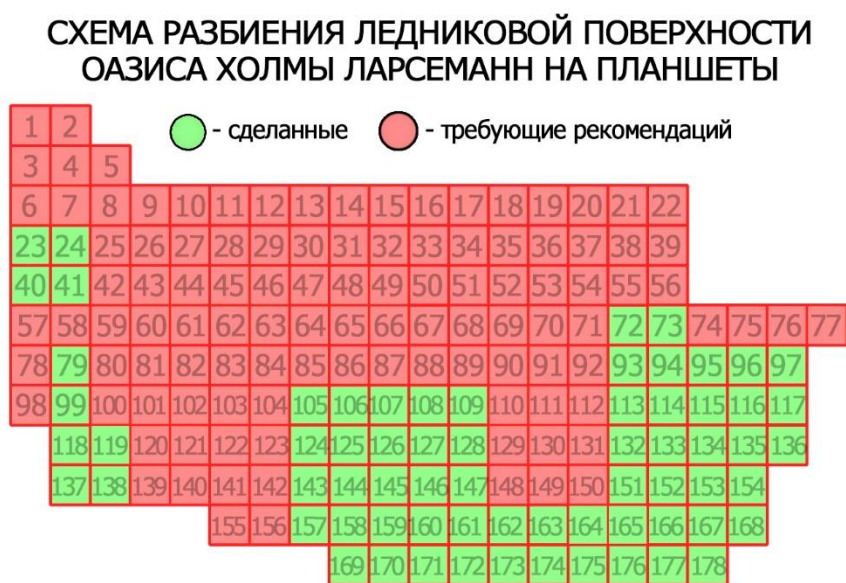 СХЕМА РАЗБИЕНИЯ ЛЕДНИКОВОЙ ПОВЕРХНОСТИ
ОАЗИСА ХОЛМЫ ЛАРСЕМАНН НА ПЛАНШЕТЫ
1 2 - сделанные - требующие рекомендаций
3 4 5
6 7 8 9 10 11 12 13 14 15 16 17 18 19 20 21 22
23 24 25 26 27 28 29 30 31 32 33 34 35 36 37 38 39
40 41 42 43 44 45 46 47 48 49 50 51 52 53 54 55 56
57 58 59 60 61 62 63 64 65 66 67 68 69 70 71 72 73 74 75 76 77
78 79 80 81 82 83 84 85 86 87 88 89 90 91 92 93 94 95 96 97
98 99 100 101 102 103 104 105 106 107 108 109 110 111 112 113 114 115 116 117
118 119 120 121 122 123 124 125 126 127 128 129 130 131 132 133 134 135 136
137 138 139 140 141 142 143 144 145 146 147 148 149 150 151 152 153 154
155 156 157 158 159 160 161 162 163 164 165 166 167 168
169 170 171 172 173 174 175 176 177 178